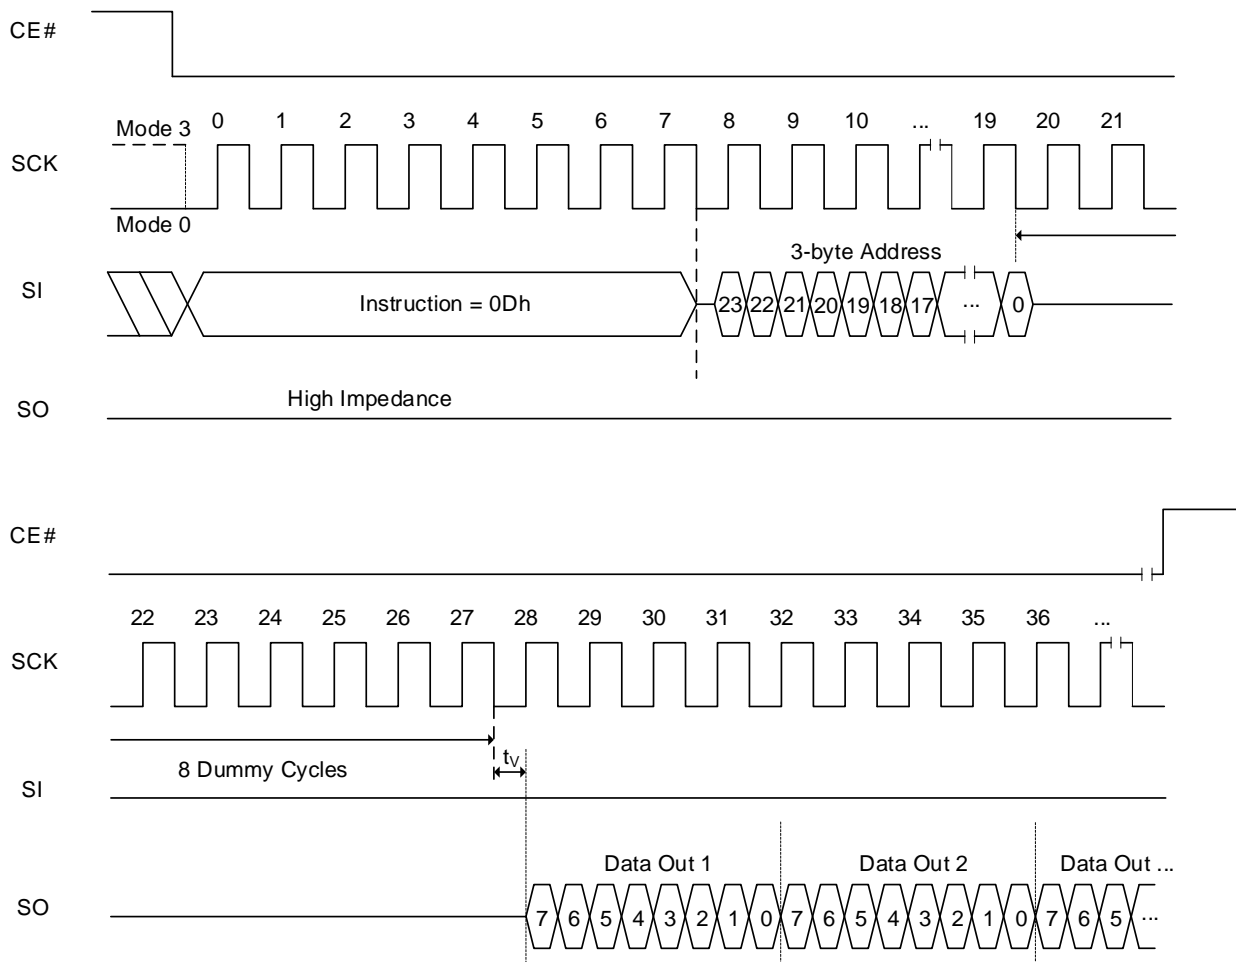 CE#
Mode 3 0 1 2 3 4 5 6 7 8 9 10 ... 19 20 21
SCK
Mode 0
3-byte Address
SI Instruction = 0Dh 23 22 21 20 19 18 17 ... 0
SO High Impedance
CE#
22 23 24 25 26 27 28 29 30 31 32 33 34 35 36 ...
SCK
8 Dummy Cycles tV
SI
Data Out 1 Data Out 2 Data Out ...
SO 7 6 5 4 3 2 1 0 7 6 5 4 3 2 1 0 7 6 5 ...